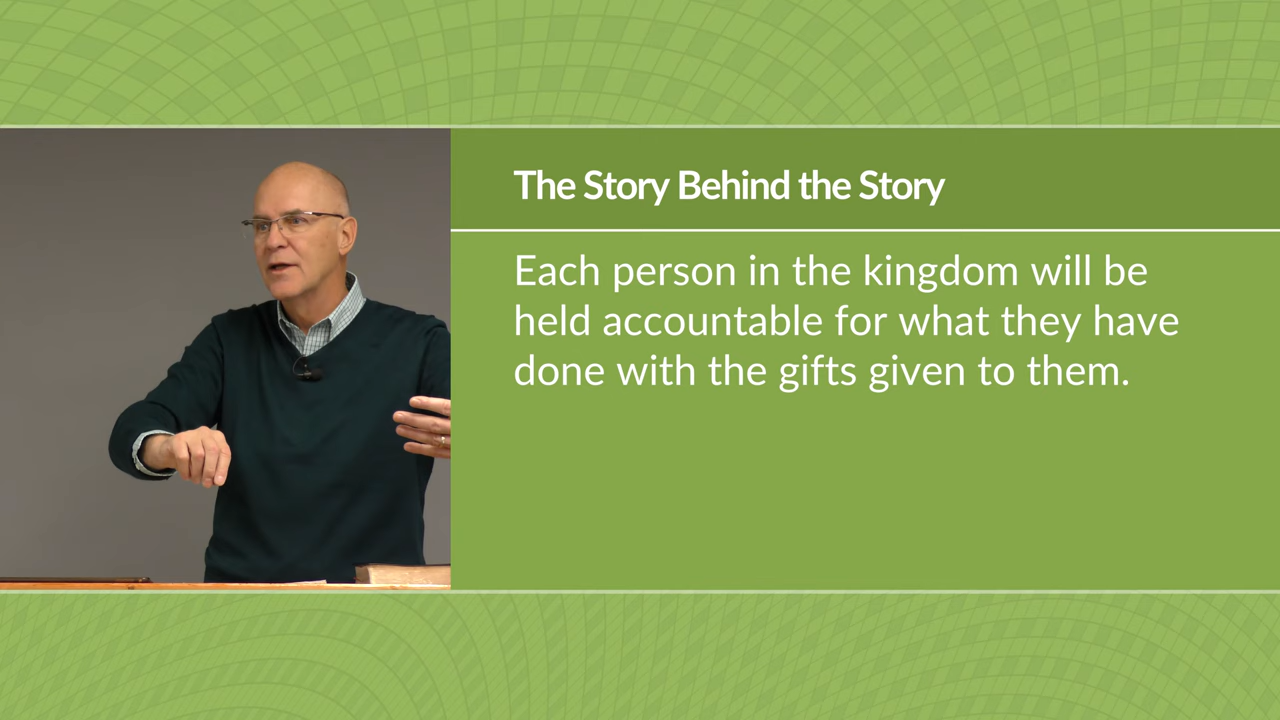 The Story Behind the Story
Each person in the kingdom will be
held accountable for what they have
done with the gifts given to them.